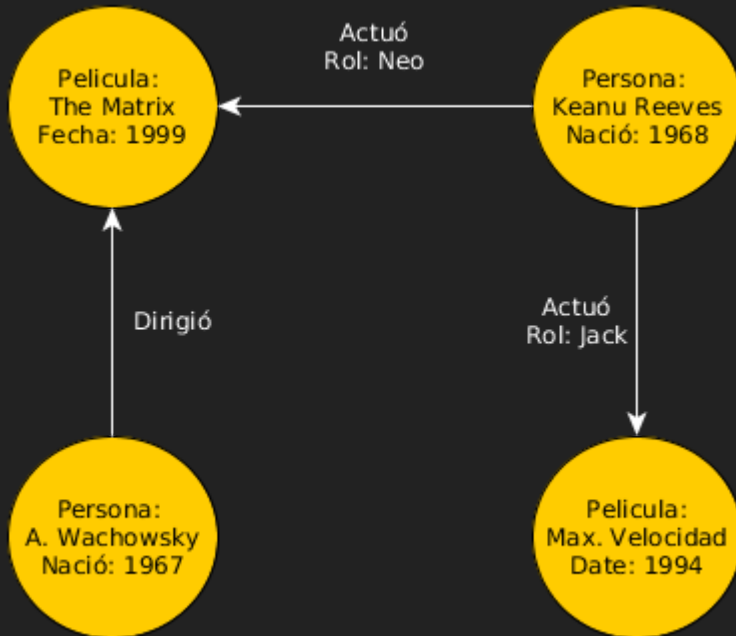 Pelicula:
The Matrix
Fecha: 1999
Actuó
Rol: Neo
Persona:
Keanu Reeves
Nació: 1968
Dirigió
Actuó
Rol: Jack
Persona:
A. Wachowsky
Nació: 1967
Pelicula:
Max. Velocidad
Date: 1994